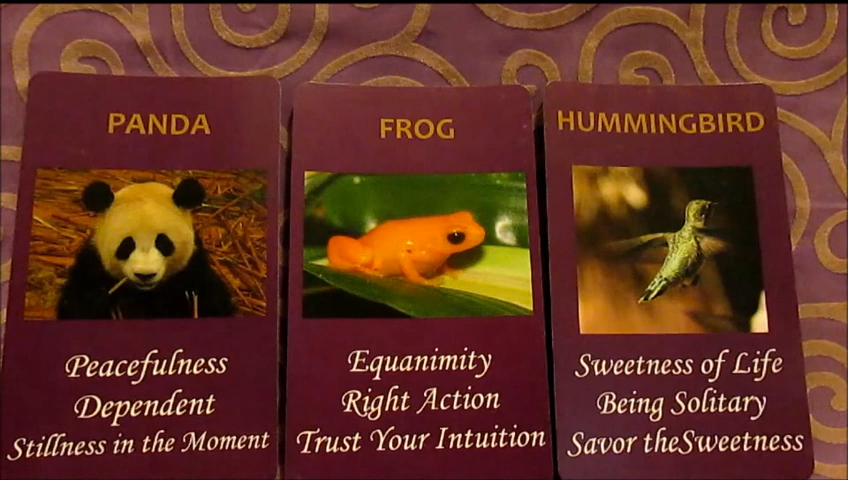 PANDA
Peacefulness
Dependent
Stillness in the Moment
FROG
Equanimity
Right Action
Trust Your Intuition
HUMMINGBIRD
Sweetness of Life
Being Solitary
Savor theSweetness